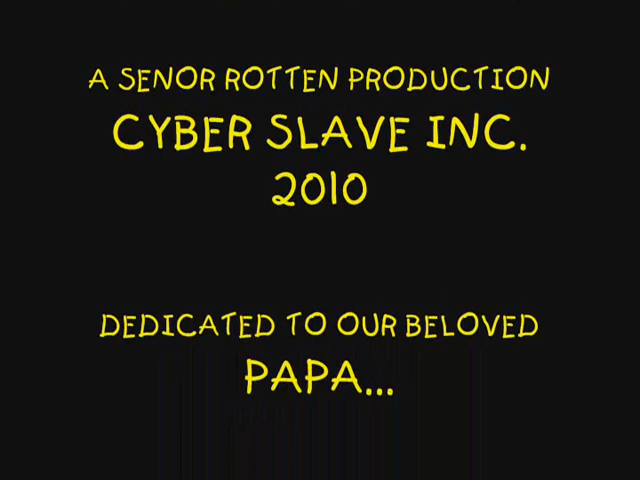 A SENOR ROTTEN PRODUCTION
CYBER SLAVE INC.
2010
DEDICATED TO OUR BELOVED
PAPA...